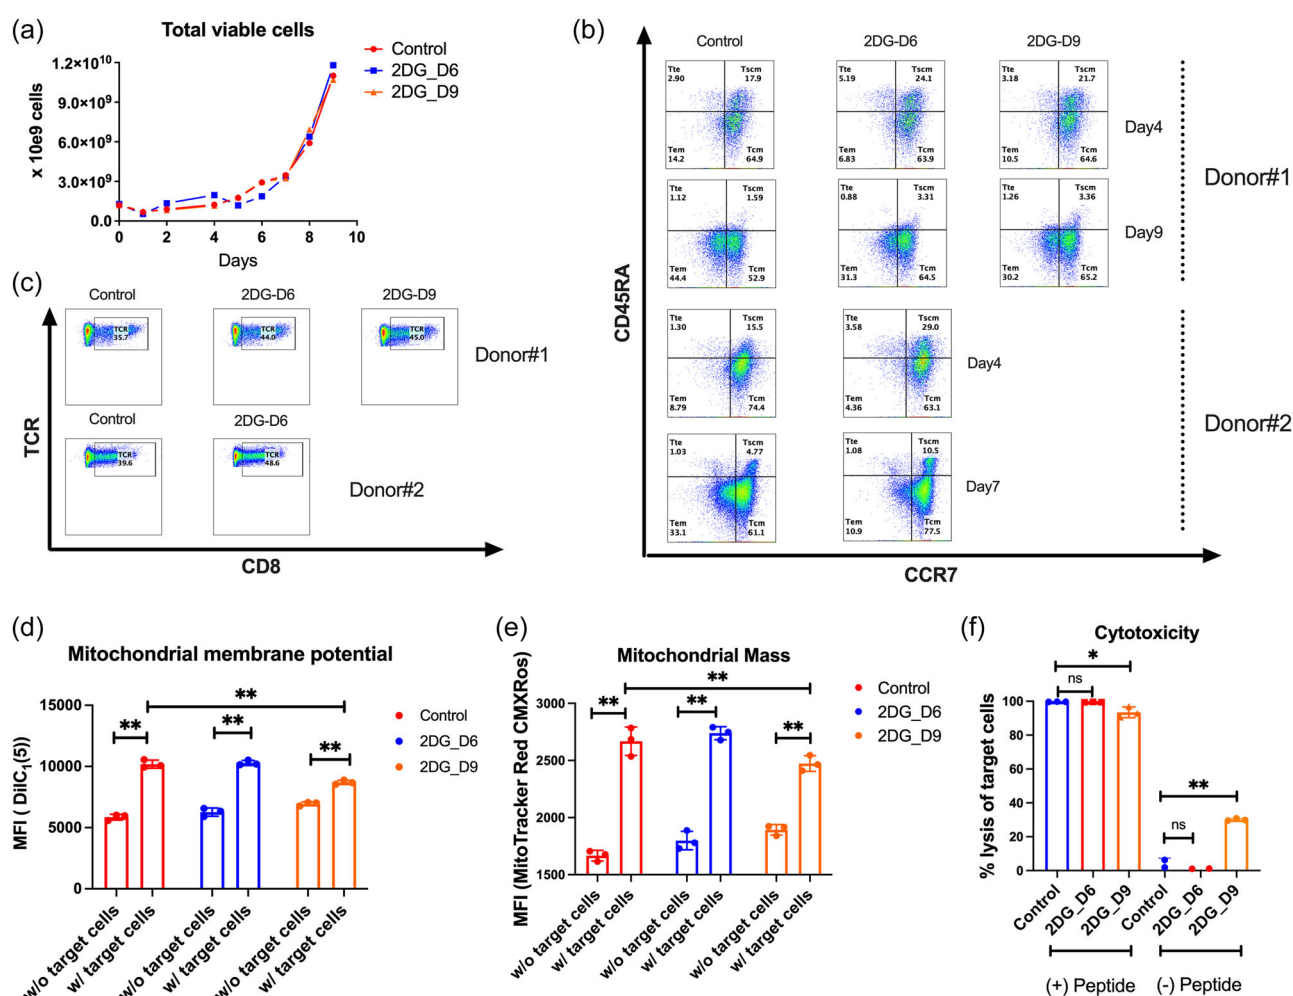 (a)
Total viable cells
Control
2DG_D6
2DG_D9
x 10e9 cells
1.2×10¹⁰
9.0×10⁹
6.0×10⁹
3.0×10⁹
0.0
0 2 4 6 8 10
Days
(b)
Control 2DG-D6 2DG-D9
Tte 2.90 Tscm 17.9 Tem 14.2 Tcm 64.9
Tte 5.19 Tscm 24.1 Tem 6.83 Tcm 63.9
Tte 3.18 Tscm 21.7 Tem 10.5 Tcm 64.6
Day4
Tte 1.12 Tscm 1.59 Tem 44.4 Tcm 52.9
Tte 0.88 Tscm 3.31 Tem 31.3 Tcm 64.5
Tte 1.26 Tscm 3.36 Tem 30.2 Tcm 65.2
Day9
Donor#1
Tte 1.30 Tscm 15.5 Tem 8.79 Tcm 74.4
Tte 3.58 Tscm 29.0 Tem 4.36 Tcm 63.1
Day4
Tte 1.03 Tscm 4.77 Tem 33.1 Tcm 61.1
Tte 1.08 Tscm 10.5 Tem 10.9 Tcm 77.5
Day7
Donor#2
CD45RA
CCR7
(c)
Control 2DG-D6 2DG-D9
TCR 35.7
TCR 44.0
TCR 45.0
Donor#1
Control 2DG-D6
TCR 39.6
TCR 48.6
Donor#2
TCR
CD8
(d)
Mitochondrial membrane potential
MFI ( DilC₁(5))
15000
10000
5000
0
** ** ** **
Control
2DG_D6
2DG_D9
w/o target cells
w/ target cells
w/o target cells
w/ target cells
w/o target cells
w/ target cells
(e)
Mitochondrial Mass
MFI (MitoTracker Red CMXRos)
3000
2500
2000
1500
** ** ** **
Control
2DG_D6
2DG_D9
w/o target cells
w/ target cells
w/o target cells
w/ target cells
w/o target cells
w/ target cells
(f)
Cytotoxicity
% lysis of target cells
100
80
60
40
20
0
*
ns
**
ns
Control
2DG_D6
2DG_D9
Control
2DG_D6
2DG_D9
(+) Peptide (-) Peptide